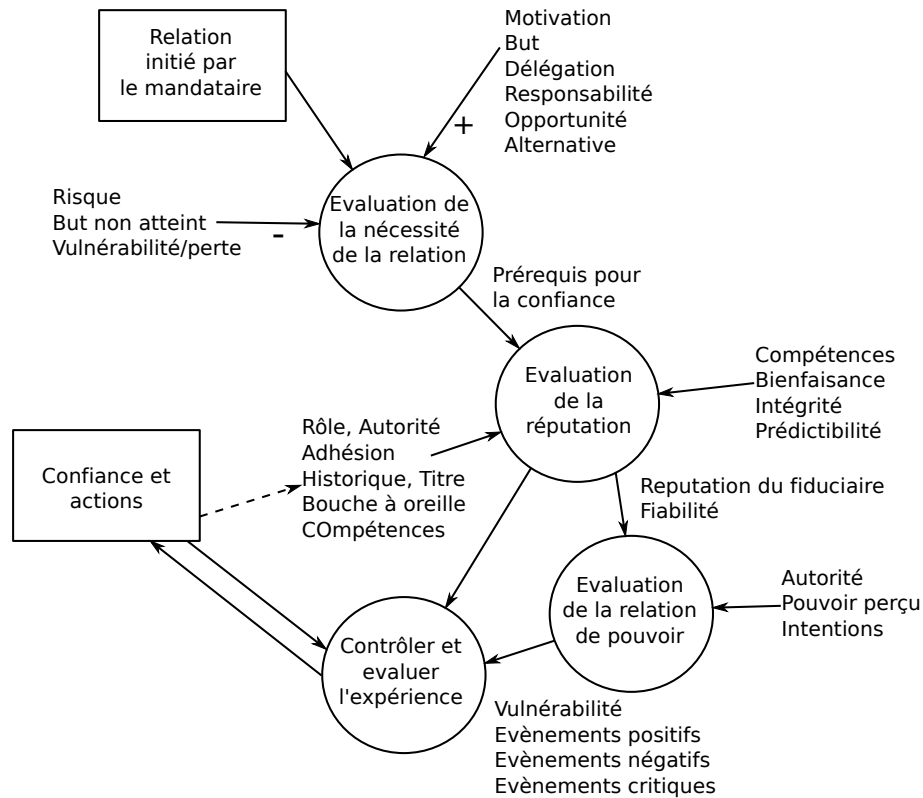 Relation
initié par
le mandataire
Motivation
But
Délégation
Responsabilité
Opportunité
Alternative
+
Risque
But non atteint
Vulnérabilité/perte
-
Evaluation de
la nécessité
de la relation
Prérequis pour
la confiance
Evaluation
de la
réputation
Compétences
Bienfaisance
Intégrité
Prédictibilité
Rôle, Autorité
Adhésion
Historique, Titre
Bouche à oreille
COmpétences
Confiance et
actions
Reputation du fiduciaire
Fiabilité
Evaluation
de la relation
de pouvoir
Autorité
Pouvoir perçu
Intentions
Contrôler et
evaluer
l'expérience
Vulnérabilité
Evènements positifs
Evènements négatifs
Evènements critiques